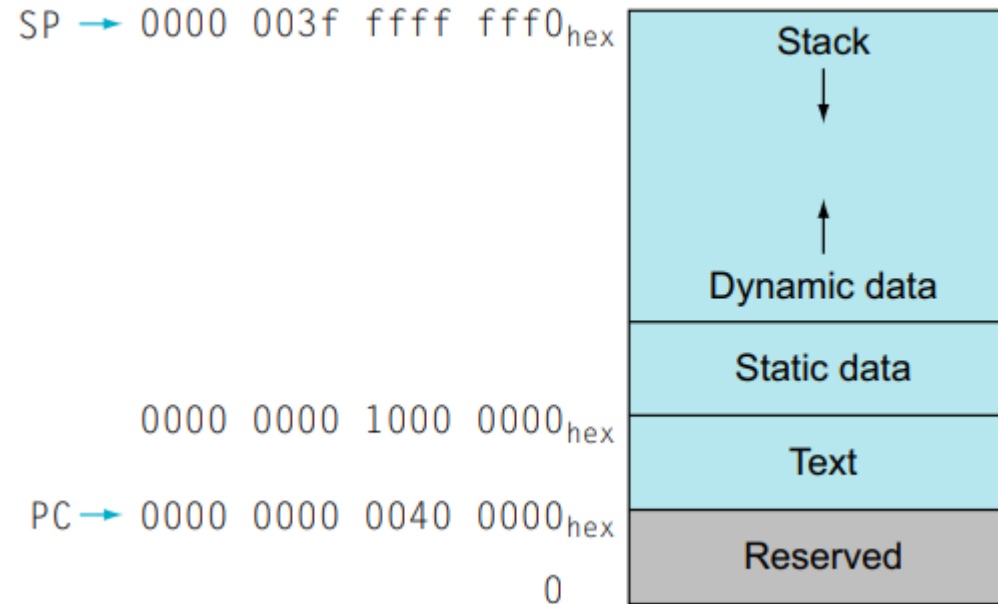 SP → 0000 003f ffff fff0hex
Stack
Dynamic data
Static data
0000 0000 1000 0000hex
Text
PC → 0000 0000 0040 0000hex
Reserved
0